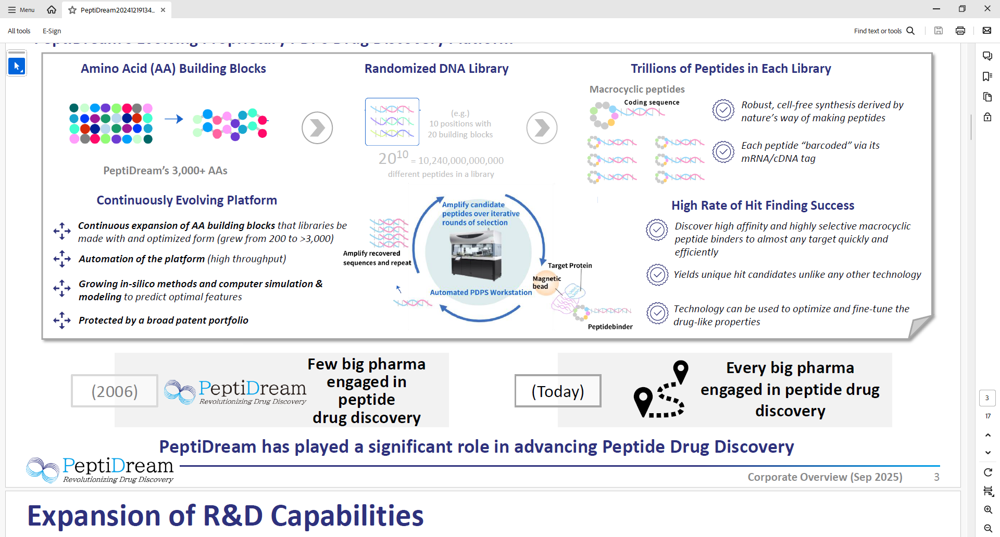 Menu
PeptiDream20241219134...
All tools
E-Sign
Find text or tools
PeptiDream's Evolving Proprietary PDPS Drug Discovery Platform
Amino Acid (AA) Building Blocks
PeptiDream's 3,000+ AAs
Randomized DNA Library
(e.g.)
10 positions with
20 building blocks
20^10 = 10,240,000,000,000
different peptides in a library
Trillions of Peptides in Each Library
Macrocyclic peptides
Coding sequence
Robust, cell-free synthesis derived by
nature's way of making peptides
Each peptide “barcoded” via its
mRNA/cDNA tag
Continuously Evolving Platform
Continuous expansion of AA building blocks that libraries be
made with and optimized form (grew from 200 to >3,000)
Automation of the platform (high throughput)
Growing in-silico methods and computer simulation &
modeling to predict optimal features
Protected by a broad patent portfolio
Amplify candidate
peptides over iterative
rounds of selection
Amplify recovered
sequences and repeat
Automated PDPS Workstation
Target Protein
Magnetic
bead
Peptidebinder
High Rate of Hit Finding Success
Discover high affinity and highly selective macrocyclic
peptide binders to almost any target quickly and
efficiently
Yields unique hit candidates unlike any other technology
Technology can be used to optimize and fine-tune the
drug-like properties
(2006)
PeptiDream
Revolutionizing Drug Discovery
Few big pharma
engaged in
peptide
drug discovery
(Today)
Every big pharma
engaged in peptide drug
discovery
PeptiDream has played a significant role in advancing Peptide Drug Discovery
PeptiDream
Revolutionizing Drug Discovery
Corporate Overview (Sep 2025)
3
Expansion of R&D Capabilities
3
17